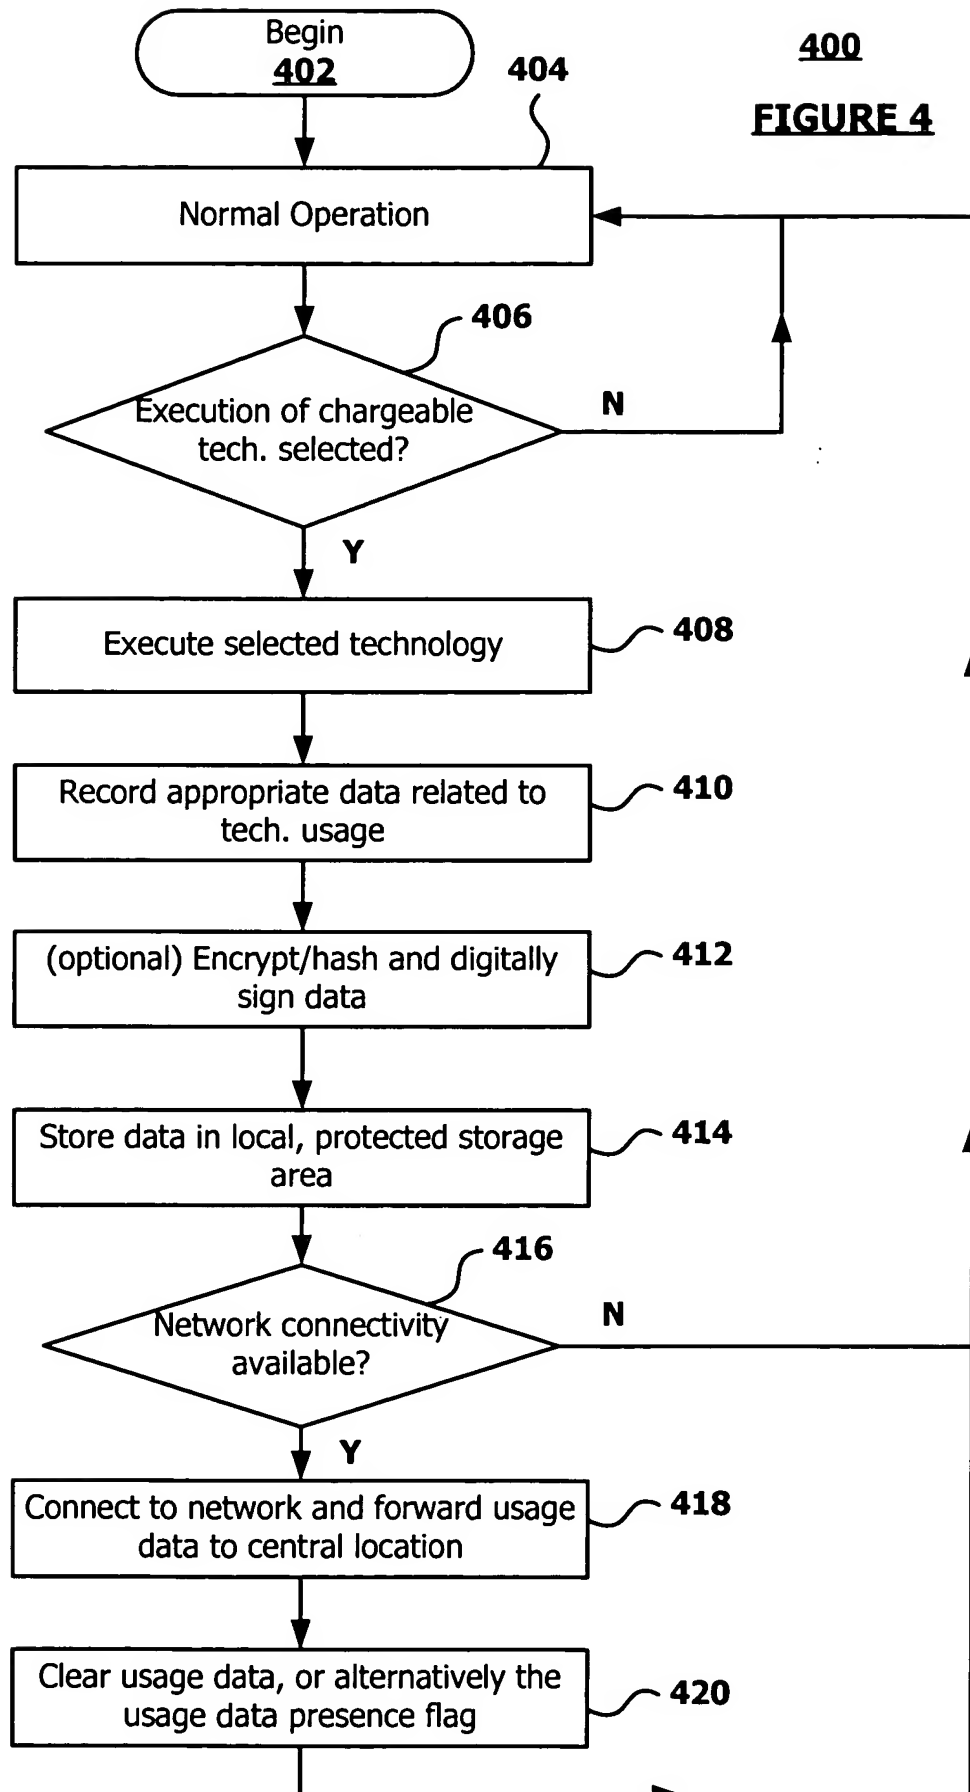 Begin
402
400
FIGURE 4
404
Normal Operation
406
Execution of chargeable
tech. selected?
N
Y
Execute selected technology
408
Record appropriate data related to
tech. usage
410
(optional) Encrypt/hash and digitally
sign data
412
Store data in local, protected storage
area
414
416
Network connectivity
available?
N
Y
Connect to network and forward usage
data to central location
418
Clear usage data, or alternatively the
usage data presence flag
420